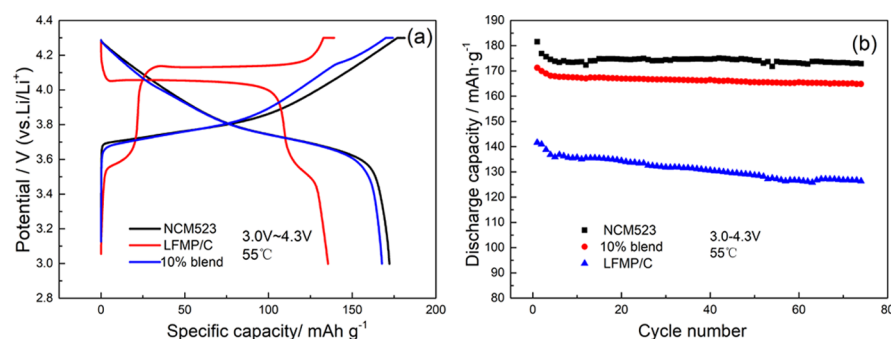 (a)
Potential / V (vs.Li/Li⁺)
4.4
4.2
4.0
3.8
3.6
3.4
3.2
3.0
2.8
NCM523
LFMP/C
10% blend
3.0V~4.3V
55℃
0 50 100 150 200
Specific capacity/ mAh g⁻¹
(b)
Discharge capacity / mAh·g⁻¹
190
180
170
160
150
140
130
120
110
100
90
80
NCM523
10% blend
LFMP/C
3.0-4.3V
55℃
0 20 40 60 80
Cycle number